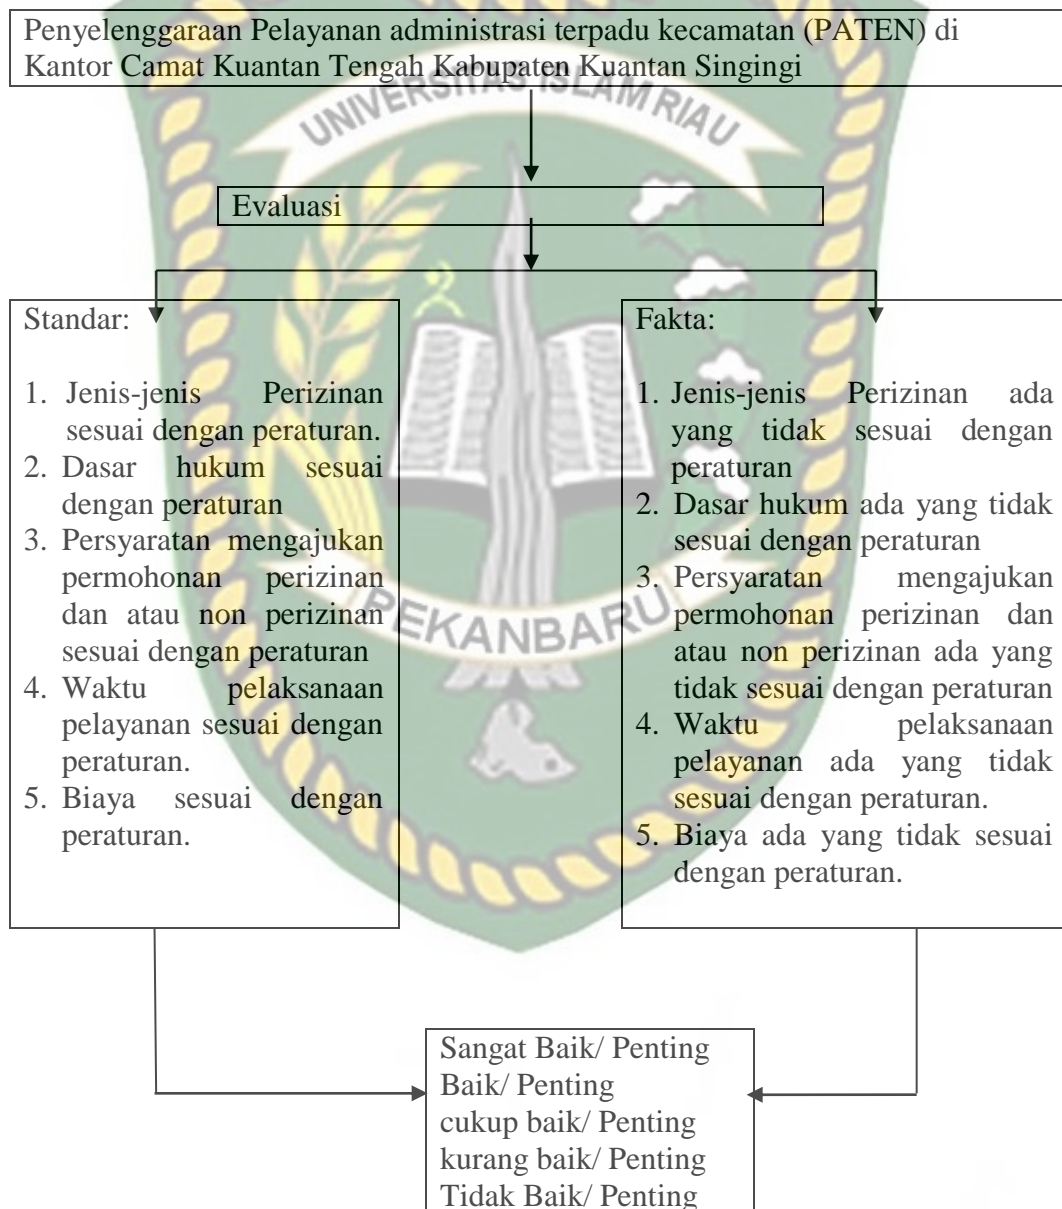 Penyelenggaraan Pelayanan administrasi terpadu kecamatan (PATEN) di
Kantor Camat Kuantan Tengah Kabupaten Kuantan Singingi
UNIVERSITAS ISLAM RIAU
Evaluasi
Standar:
1. Jenis-jenis Perizinan
sesuai dengan peraturan.
2. Dasar hukum sesuai
dengan peraturan
3. Persyaratan mengajukan
permohonan perizinan
dan atau non perizinan
sesuai dengan peraturan
4. Waktu pelaksanaan
pelayanan sesuai dengan
peraturan.
5. Biaya sesuai dengan
peraturan.
Fakta:
1. Jenis-jenis Perizinan ada
yang tidak sesuai dengan
peraturan
2. Dasar hukum ada yang tidak
sesuai dengan peraturan
3. Persyaratan mengajukan
permohonan perizinan dan
atau non perizinan ada yang
tidak sesuai dengan peraturan
4. Waktu pelaksanaan
pelayanan ada yang tidak
sesuai dengan peraturan.
5. Biaya ada yang tidak sesuai
dengan peraturan.
PEKANBARU
Sangat Baik/ Penting
Baik/ Penting
cukup baik/ Penting
kurang baik/ Penting
Tidak Baik/ Penting